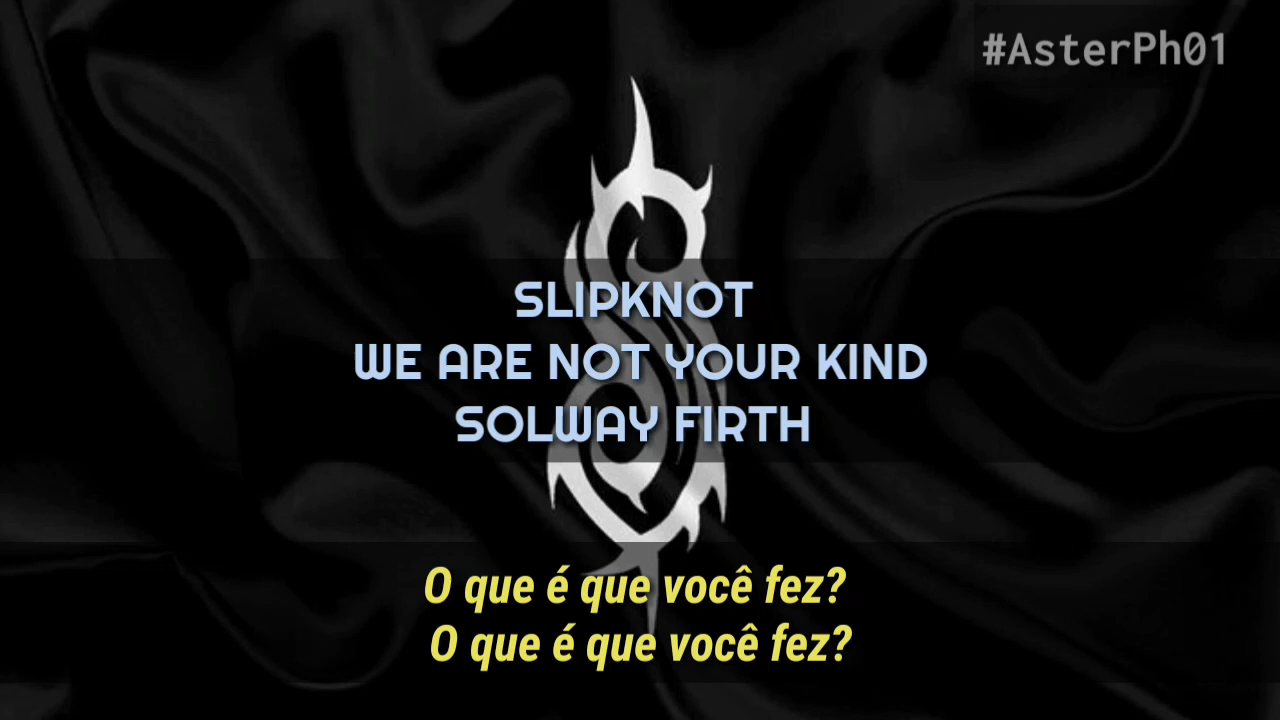 #AsterPh01
SLIPKNOT
WE ARE NOT YOUR KIND
SOLWAY FIRTH
O que é que você fez?
O que é que você fez?